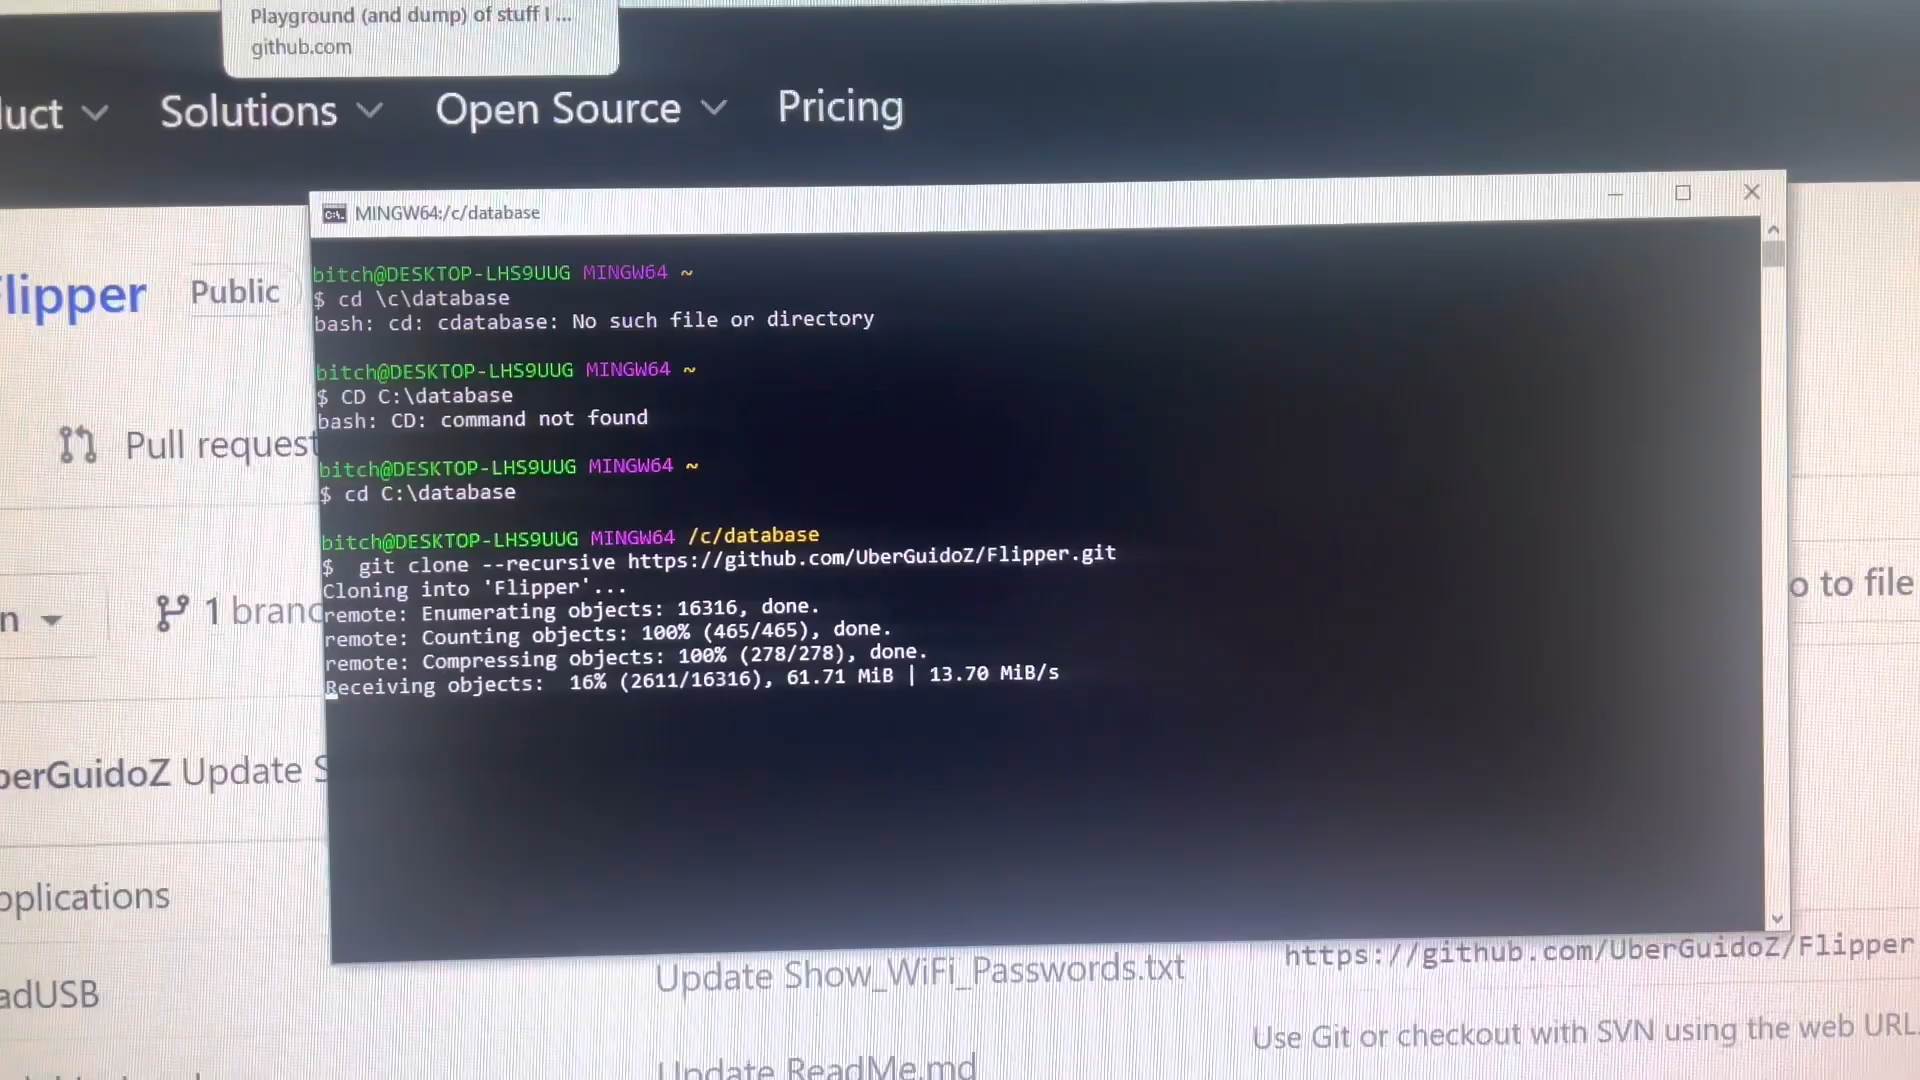 Playground (and dump) of stuff I ...
github.com
Solutions
Open Source
Pricing
MINGW64:/c/database
bitch@DESKTOP-LHS9UUG MINGW64 ~
$ cd \c\database
bash: cd: cdatabase: No such file or directory
bitch@DESKTOP-LHS9UUG MINGW64 ~
$ CD C:\database
bash: CD: command not found
bitch@DESKTOP-LHS9UUG MINGW64 ~
$ cd C:\database
bitch@DESKTOP-LHS9UUG MINGW64 /c/database
$  git clone --recursive https://github.com/UberGuidoZ/Flipper.git
Cloning into 'Flipper'...
remote: Enumerating objects: 16316, done.
remote: Counting objects: 100% (465/465), done.
remote: Compressing objects: 100% (278/278), done.
Receiving objects:  16% (2611/16316), 61.71 MiB | 13.70 MiB/s
lipper Public
Pull request
1 branc
o to file
berGuidoZ Update S
pplications
adUSB
Update Show_WiFi_Passwords.txt
https://github.com/UberGuidoZ/Flipper
Use Git or checkout with SVN using the web URL.
Update ReadMe.md